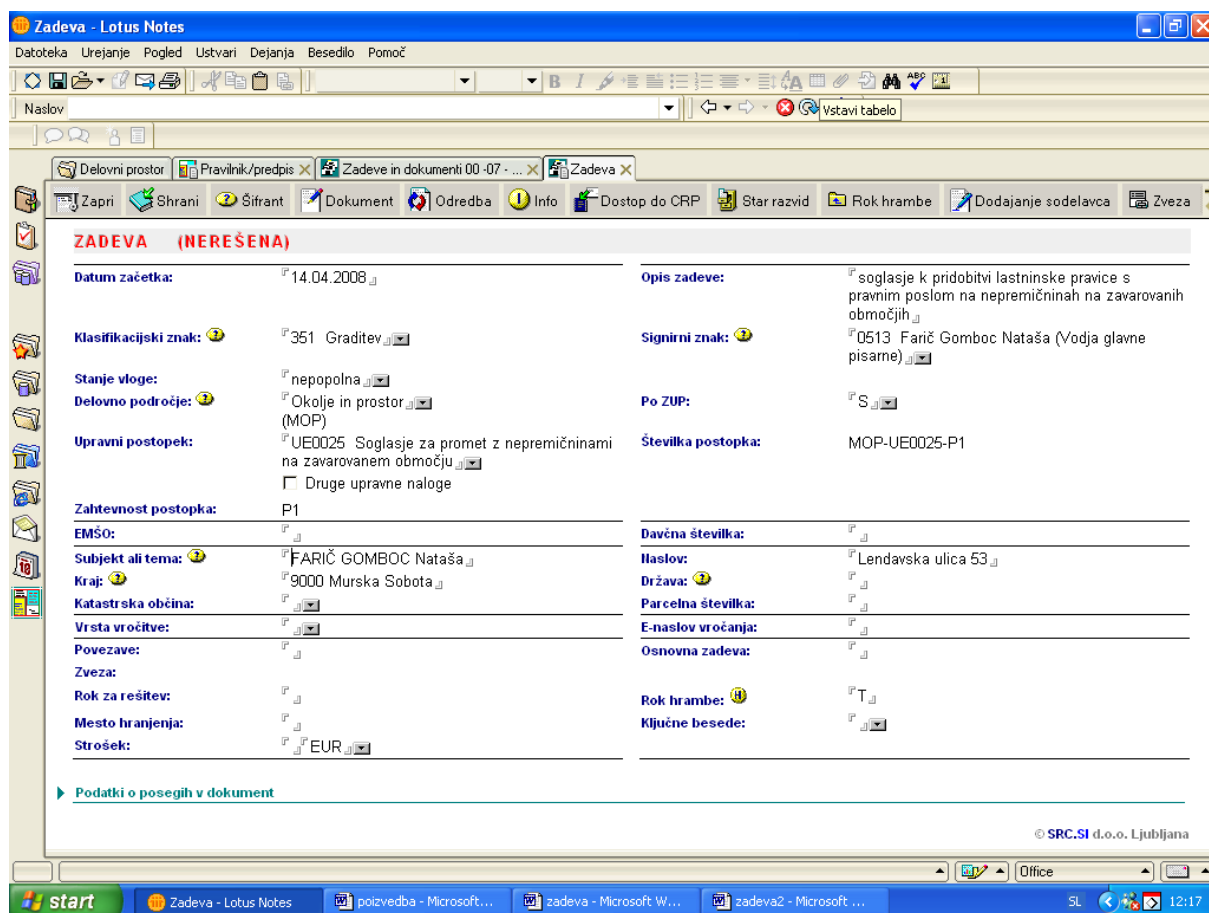 Zadeva - Lotus Notes
Datoteka Urejanje Pogled Ustvari Dejanja Besedilo Pomoč
Naslov
Vstavi tabelo
Delovni prostor Pravilnik/predpis Zadeve in dokumenti 00 -07 - ... Zadeva
Zapri Shrani Šifrant Dokument Odredba Info Dostop do CRP Star razvid Rok hrambe Dodajanje sodelavca Zveza
ZADEVA (NEREŠENA)
Datum začetka: 14.04.2008 Opis zadeve: soglasje k pridobitvi lastninske pravice s
pravnim poslom na nepremičninah na zavarovanih
območjih
Klasifikacijski znak: 351 Graditev Signirni znak: 0513 Farič Gomboc Nataša (Vodja glavne
pisarne)
Stanje vloge: nepopolna
Delovno področje: Okolje in prostor Po ZUP: S
(MOP)
Upravni postopek: UE0025 Soglasje za promet z nepremičninami Številka postopka: MOP-UE0025-P1
na zavarovanem območju
Druge upravne naloge
Zahtevnost postopka: P1
EMŠO: Davčna številka:
Subjekt ali tema: FARIČ GOMBOC Nataša Naslov: Lendavska ulica 53
Kraj: 9000 Murska Sobota Država:
Katastrska občina: Parcelna številka:
Vrsta vročitve: E-naslov vročanja:
Povezave: Osnovna zadeva:
Zveza:
Rok za rešitev: Rok hrambe: T
Mesto hranjenja: Ključne besede:
Strošek: EUR
Podatki o posegih v dokument
© SRC.SI d.o.o. Ljubljana
Office
start Zadeva - Lotus Notes poizvedba - Microsoft... zadeva - Microsoft W... zadeva2 - Microsoft ... SL 12:17